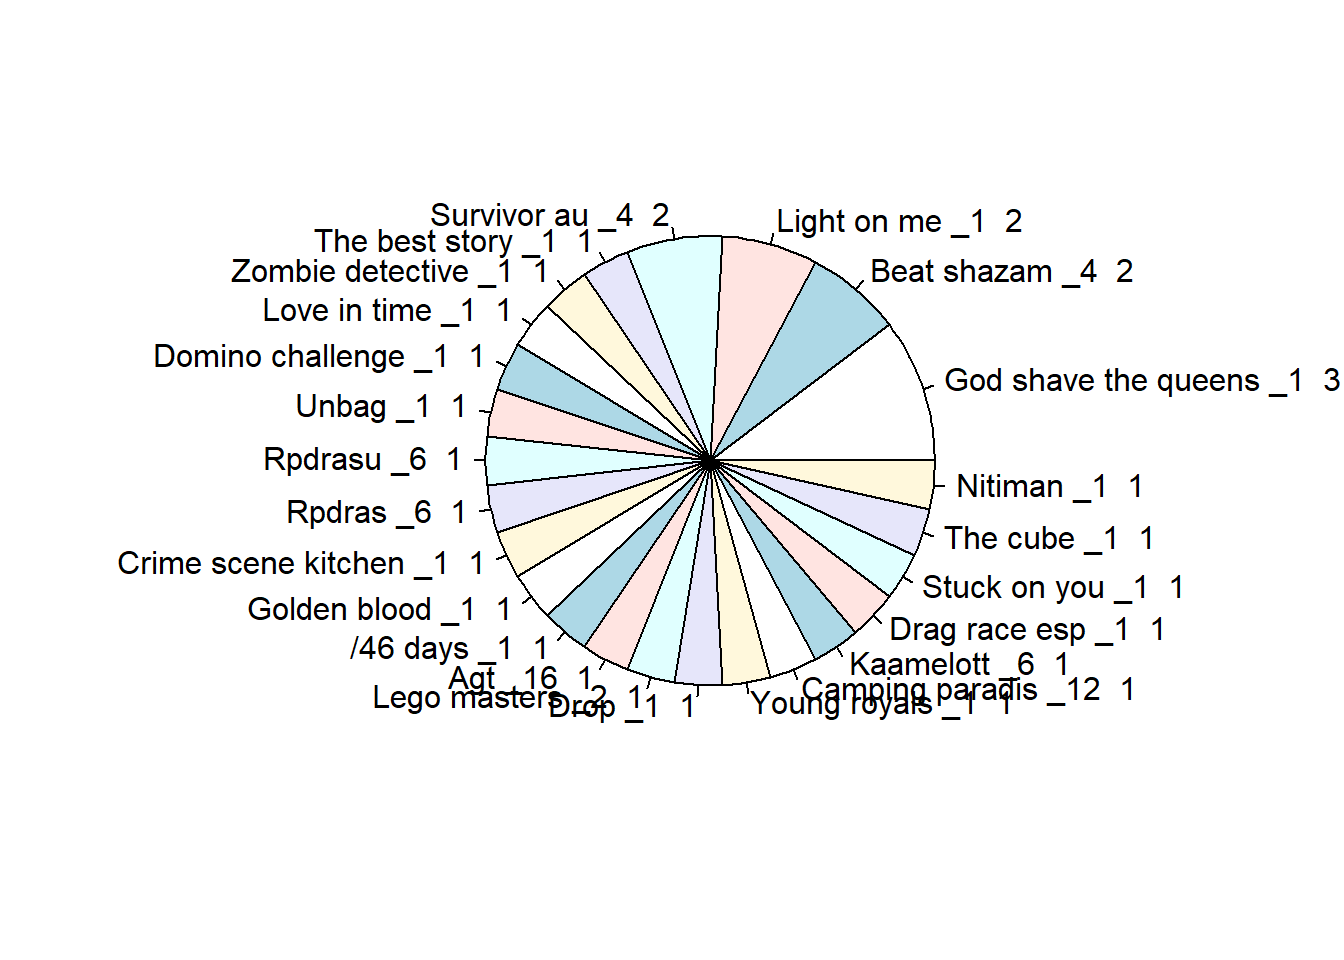 Survivor au _4  2
Light on me _1  2
The best story _1  1
Beat shazam _4  2
Zombie detective _1  1
Love in time _1  1
Domino challenge _1  1
God shave the queens _1  3
Unbag _1  1
Rpdrasu _6  1
Nitiman _1  1
Rpdras _6  1
The cube _1  1
Crime scene kitchen _1  1
Stuck on you _1  1
Golden blood _1  1
Drag race esp _1  1
/46 days _1  1
Kaamelott _6  1
Agt _16  1
Camping paradis _12  1
Lego masters _2  1
Drop _1  1
Young royals _1  1